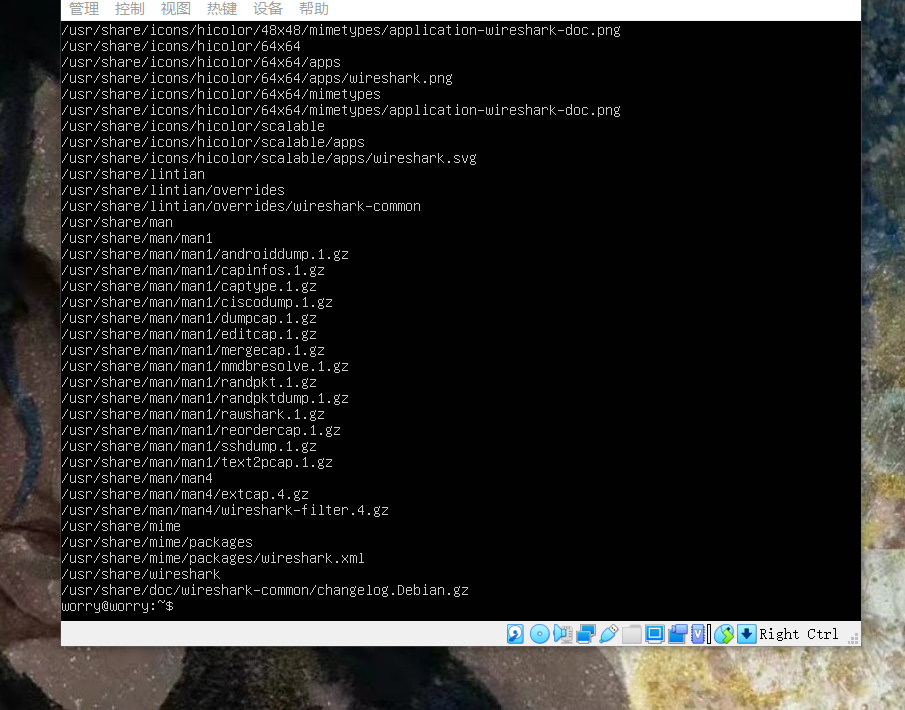 管理 控制 视图 热键 设备 帮助
/usr/share/icons/hicolor/48x48/mimetypes/application-wireshark-doc.png
/usr/share/icons/hicolor/64x64
/usr/share/icons/hicolor/64x64/apps
/usr/share/icons/hicolor/64x64/apps/wireshark.png
/usr/share/icons/hicolor/64x64/mimetypes
/usr/share/icons/hicolor/64x64/mimetypes/application-wireshark-doc.png
/usr/share/icons/hicolor/scalable
/usr/share/icons/hicolor/scalable/apps
/usr/share/icons/hicolor/scalable/apps/wireshark.svg
/usr/share/lintian
/usr/share/lintian/overrides
/usr/share/lintian/overrides/wireshark-common
/usr/share/man
/usr/share/man/man1
/usr/share/man/man1/androiddump.1.gz
/usr/share/man/man1/capinfos.1.gz
/usr/share/man/man1/captype.1.gz
/usr/share/man/man1/ciscodump.1.gz
/usr/share/man/man1/dumpcap.1.gz
/usr/share/man/man1/editcap.1.gz
/usr/share/man/man1/mergecap.1.gz
/usr/share/man/man1/mmdbresolve.1.gz
/usr/share/man/man1/randpkt.1.gz
/usr/share/man/man1/randpktdump.1.gz
/usr/share/man/man1/rawshark.1.gz
/usr/share/man/man1/reordercap.1.gz
/usr/share/man/man1/sshdump.1.gz
/usr/share/man/man1/text2pcap.1.gz
/usr/share/man/man4
/usr/share/man/man4/extcap.4.gz
/usr/share/man/man4/wireshark-filter.4.gz
/usr/share/mime
/usr/share/mime/packages
/usr/share/mime/packages/wireshark.xml
/usr/share/wireshark
/usr/share/doc/wireshark-common/changelog.Debian.gz
worry@worry:~$
Right Ctrl